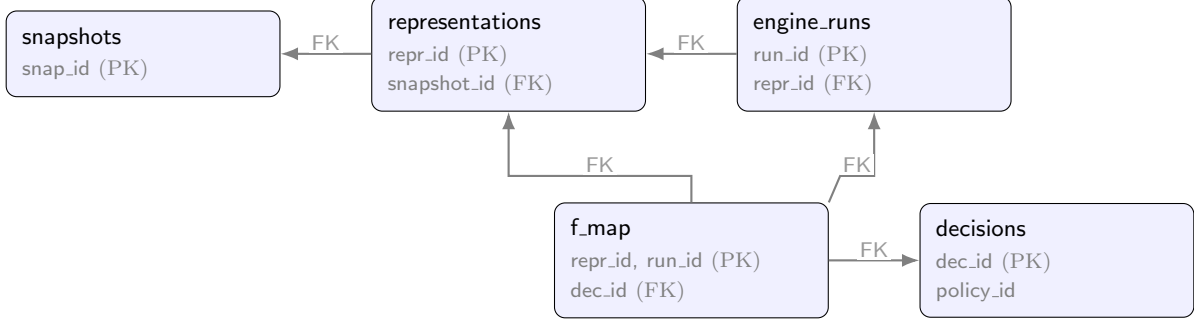 snapshots
snap_id (PK)
FK
representations
repr_id (PK)
snapshot_id (FK)
FK
engine_runs
run_id (PK)
repr_id (FK)
FK
FK
f_map
repr_id, run_id (PK)
dec_id (FK)
FK
decisions
dec_id (PK)
policy_id